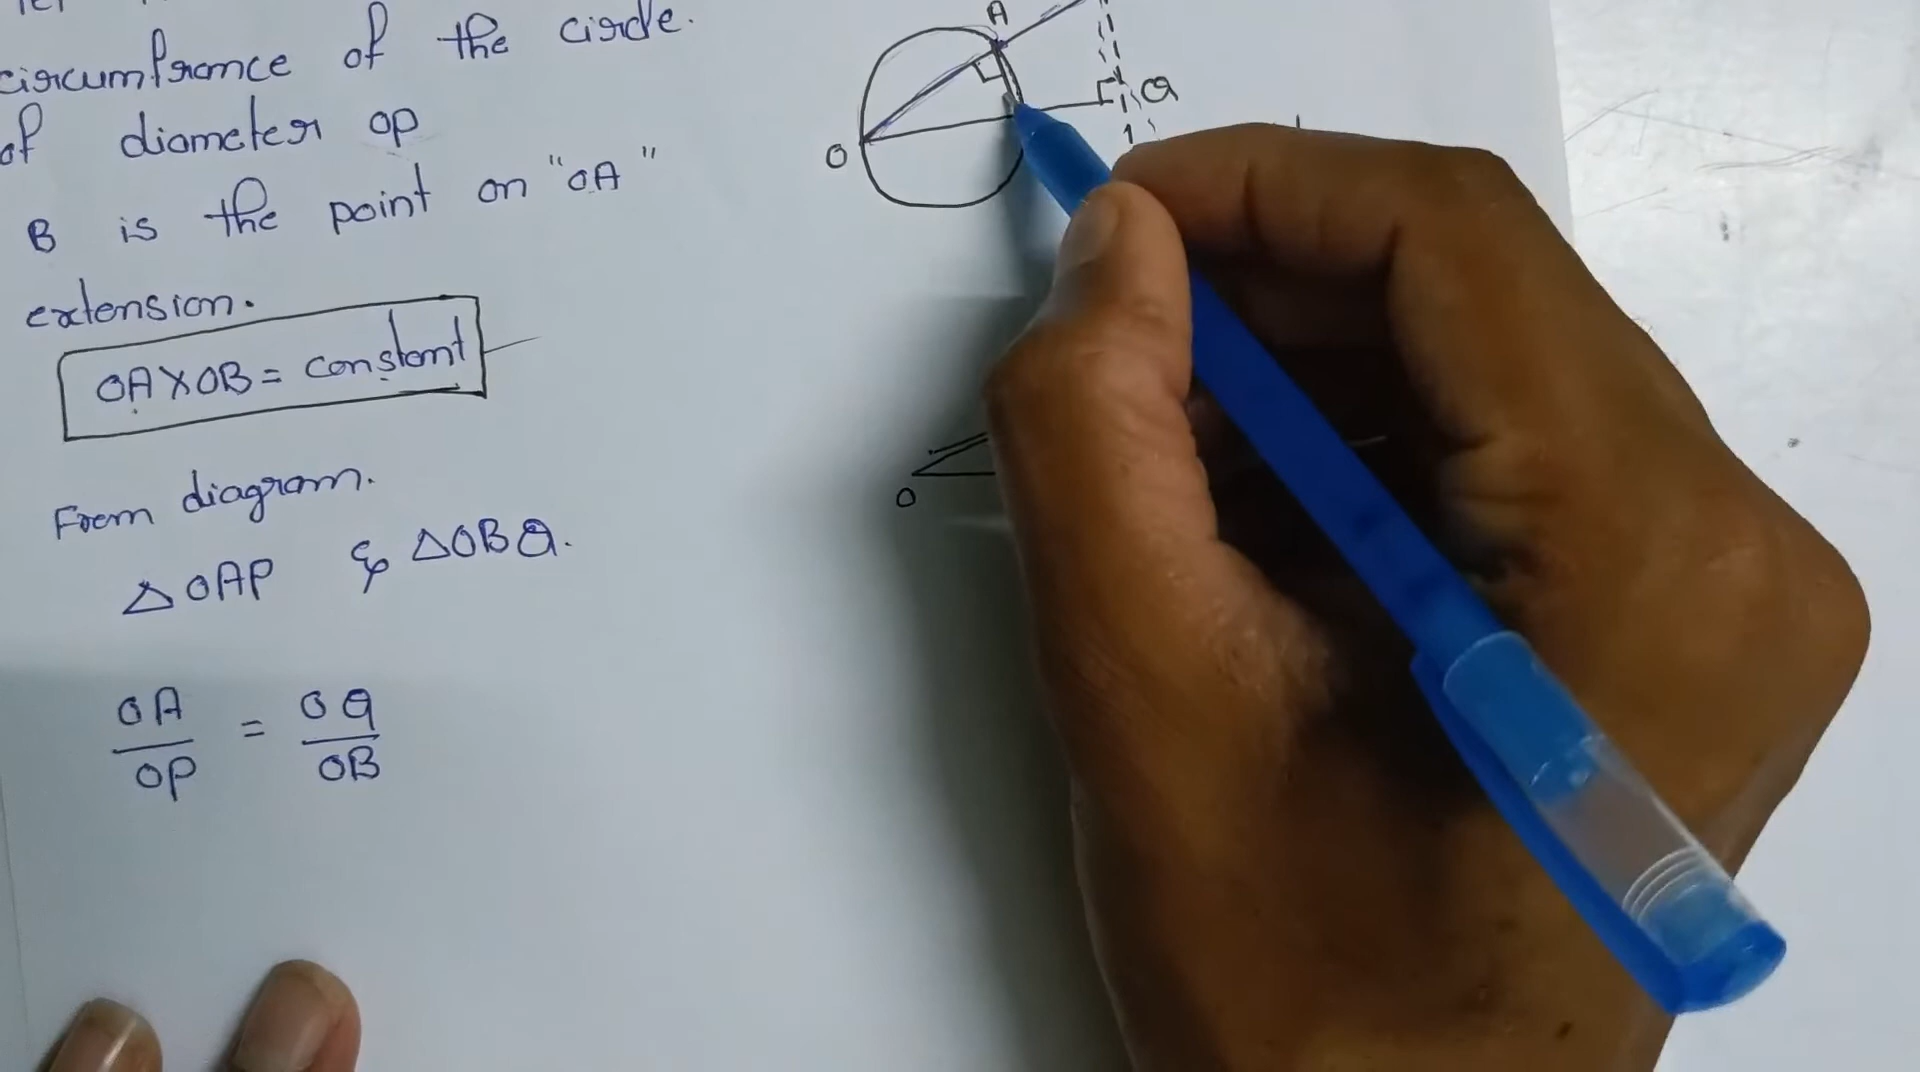 circumfrance of the circle.
of diameter OP
B is the point on "OA"
extension.
OA X OB = constant
From diagram.
△OAP & △OBQ.
OA/OP = OQ/OB
A
Q
O
O